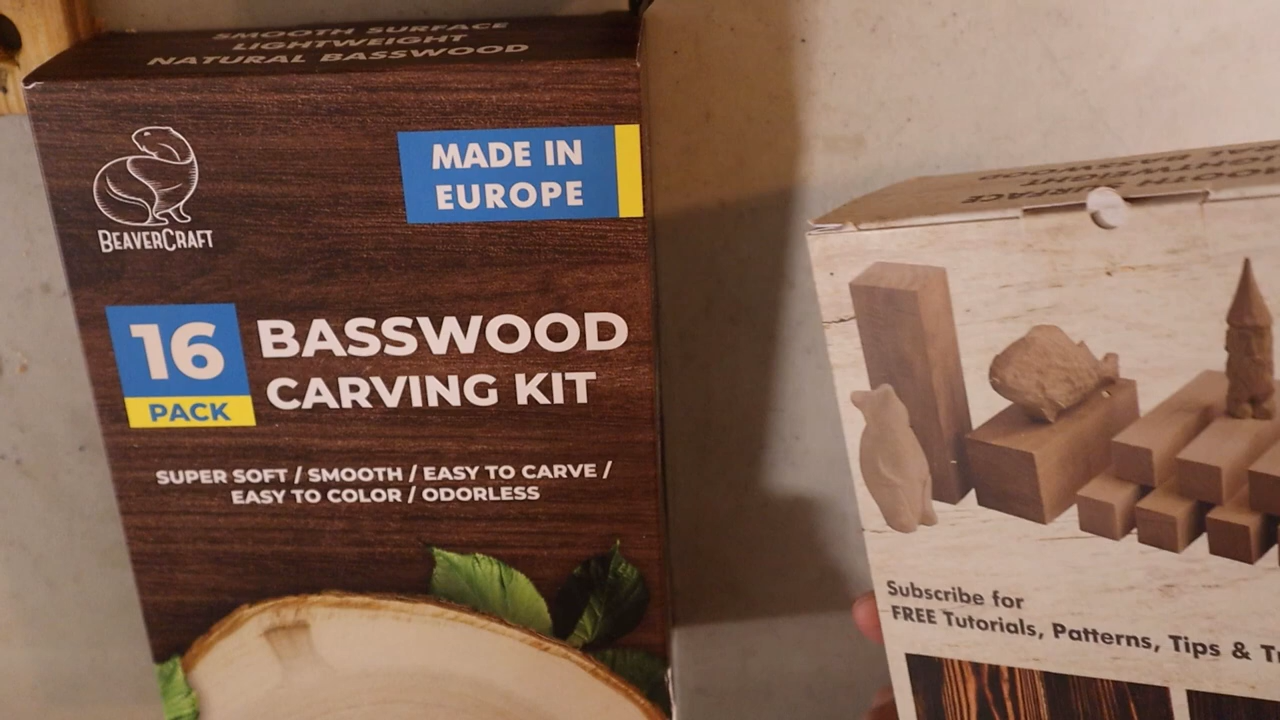 SMOOTH SURFACE
LIGHTWEIGHT
NATURAL BASSWOOD
BEAVERCRAFT
MADE IN
EUROPE
16
PACK
BASSWOOD
CARVING KIT
SUPER SOFT / SMOOTH / EASY TO CARVE /
EASY TO COLOR / ODORLESS
SURFACE
Subscribe for
FREE Tutorials, Patterns, Tips &